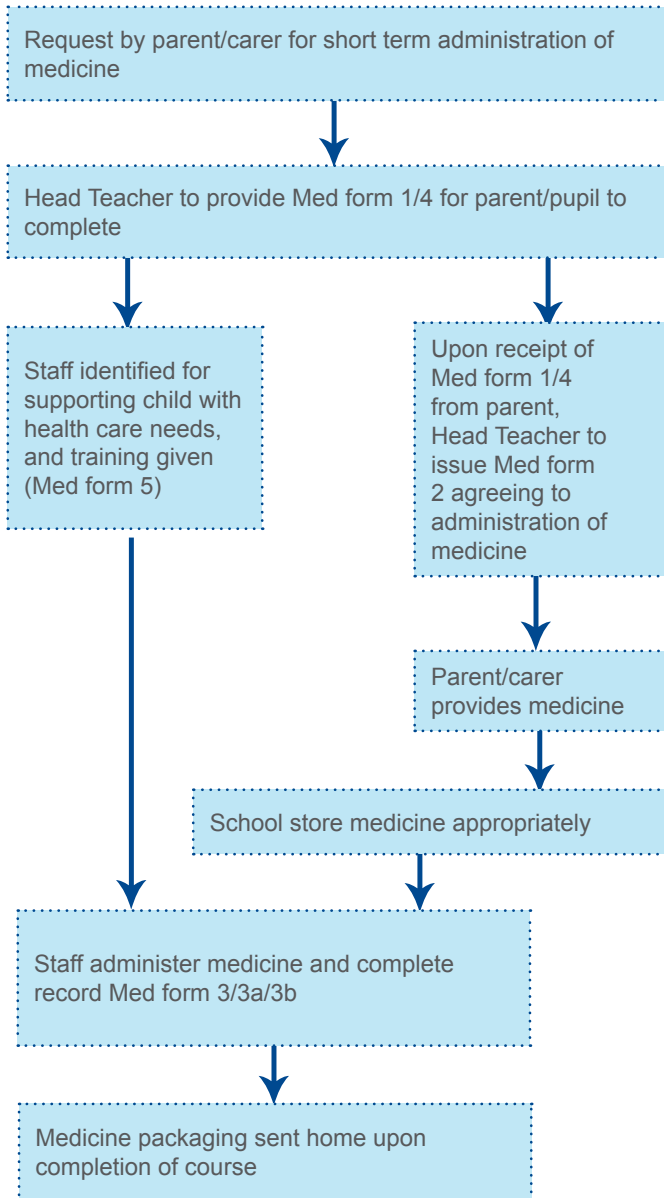 Request by parent/carer for short term administration of
medicine
Head Teacher to provide Med form 1/4 for parent/pupil to
complete
Staff identified for
supporting child with
health care needs,
and training given
(Med form 5)
Upon receipt of
Med form 1/4
from parent,
Head Teacher to
issue Med form
2 agreeing to
administration of
medicine
Parent/carer
provides medicine
School store medicine appropriately
Staff administer medicine and complete
record Med form 3/3a/3b
Medicine packaging sent home upon
completion of course